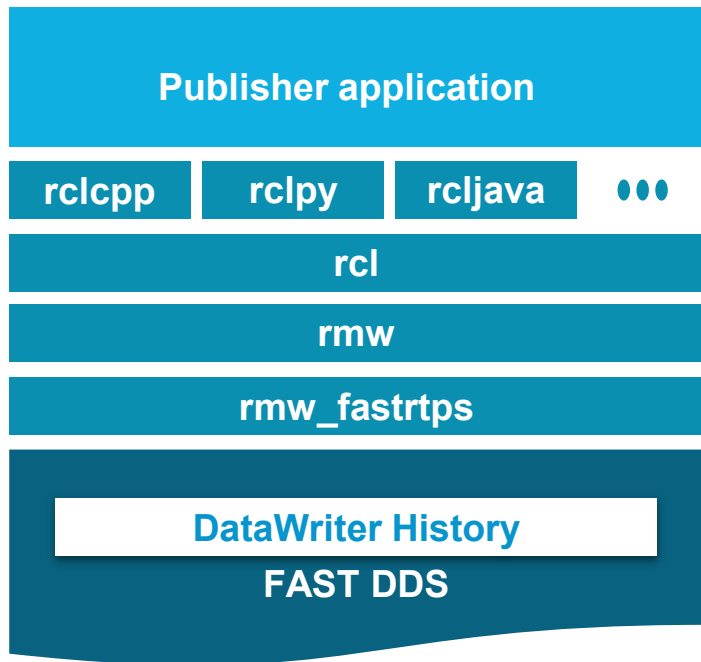 Publisher application
rclcpp rclpy rcljava •••
rcl
rmw
rmw_fastrtps
DataWriter History
FAST DDS